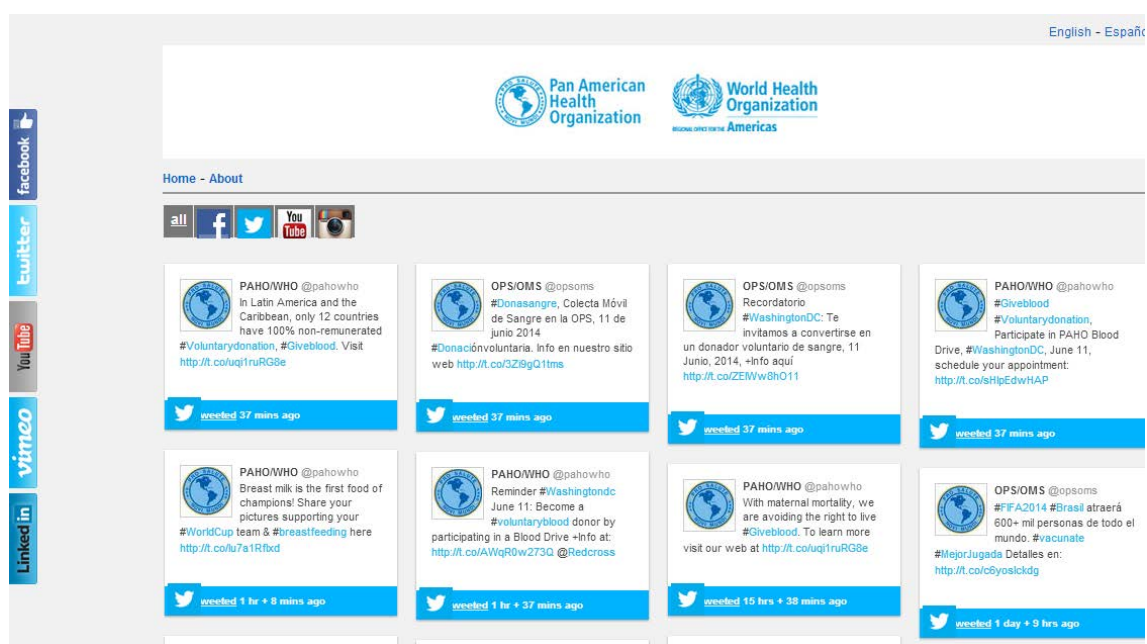 English - Españo
Pan American
Health
Organization
World Health
Organization
REGIONAL OFFICE FOR THE Americas
facebook
twitter
You Tube
vimeo
Linked in
Home - About
all
You
Tube
PAHO/WHO @pahowho
In Latin America and the
Caribbean, only 12 countries
have 100% non-remunerated
#Voluntarydonation, #Giveblood. Visit
http://t.co/uqi1ruRG8e
weeted 37 mins ago
OPS/OMS @opsoms
#Donasangre, Colecta Móvil
de Sangre en la OPS, 11 de
junio 2014
#Donaciónvoluntaria. Info en nuestro sitio
web http://t.co/3Zi9gQ1tms
weeted 37 mins ago
OPS/OMS @opsoms
Recordatorio
#WashingtonDC: Te
invitamos a convertirse en
un donador voluntario de sangre, 11
Junio, 2014, +Info aquí
http://t.co/ZElWw8hO11
weeted 37 mins ago
PAHO/WHO @pahowho
#Giveblood
#Voluntarydonation,
Participate in PAHO Blood
Drive, #WashingtonDC, June 11,
schedule your appointment:
http://t.co/sHlpEdwHAP
weeted 37 mins ago
PAHO/WHO @pahowho
Breast milk is the first food of
champions! Share your
pictures supporting your
#WorldCup team & #breastfeeding here
http://t.co/lu7a1Rflxd
weeted 1 hr + 8 mins ago
PAHO/WHO @pahowho
Reminder #Washingtondc
June 11: Become a
#voluntaryblood donor by
participating in a Blood Drive +Info at:
http://t.co/AWqR0w273Q @Redcross
weeted 1 hr + 37 mins ago
PAHO/WHO @pahowho
With maternal mortality, we
are avoiding the right to live
#Giveblood. To learn more
visit our web at http://t.co/uqi1ruRG8e
weeted 15 hrs + 38 mins ago
OPS/OMS @opsoms
#FIFA2014 #Brasil atraerá
600+ mil personas de todo el
mundo. #vacunate
#MejorJugada Detalles en:
http://t.co/c6yoslckdg
weeted 1 day + 9 hrs ago